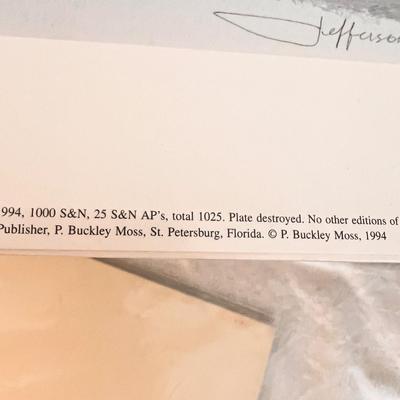 Jefferson
994, 1000 S&N, 25 S&N AP's, total 1025. Plate destroyed. No other editions of
Publisher, P. Buckley Moss, St. Petersburg, Florida. © P. Buckley Moss, 1994